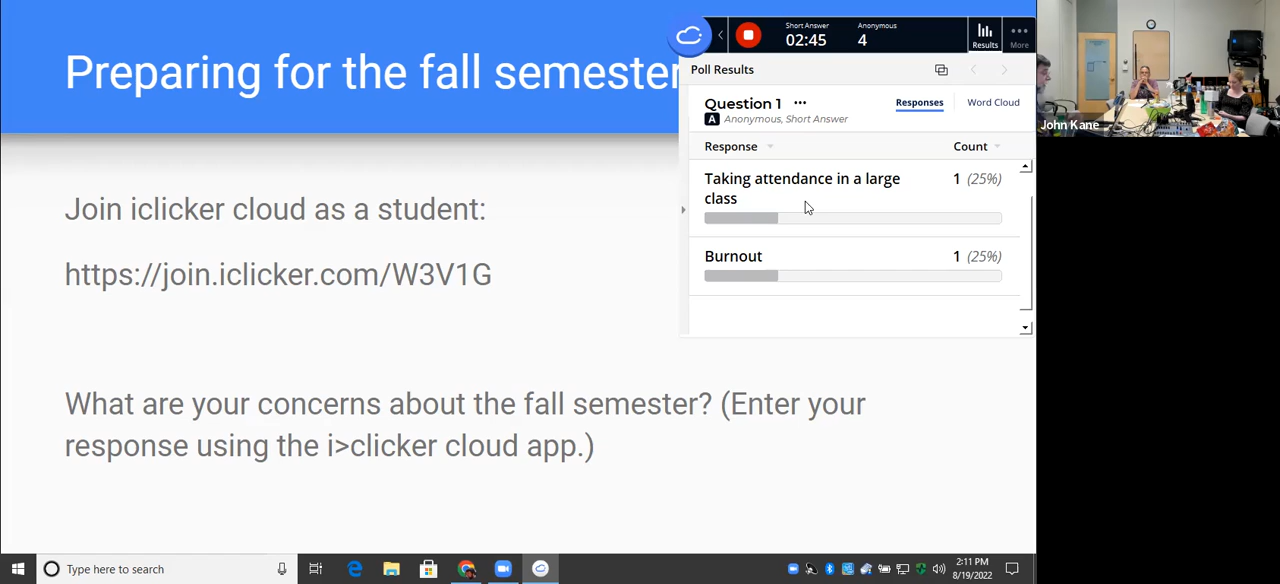 Preparing for the fall semester
Join iclicker cloud as a student:
https://join.iclicker.com/W3V1G
What are your concerns about the fall semester? (Enter your
response using the i>clicker cloud app.)
Short Answer
02:45
Anonymous
4
Results
More
Poll Results
Question 1
Responses
Word Cloud
A Anonymous, Short Answer
Response
Count
Taking attendance in a large
class
1 (25%)
Burnout
1 (25%)
John Kane
Type here to search
2:11 PM
8/19/2022